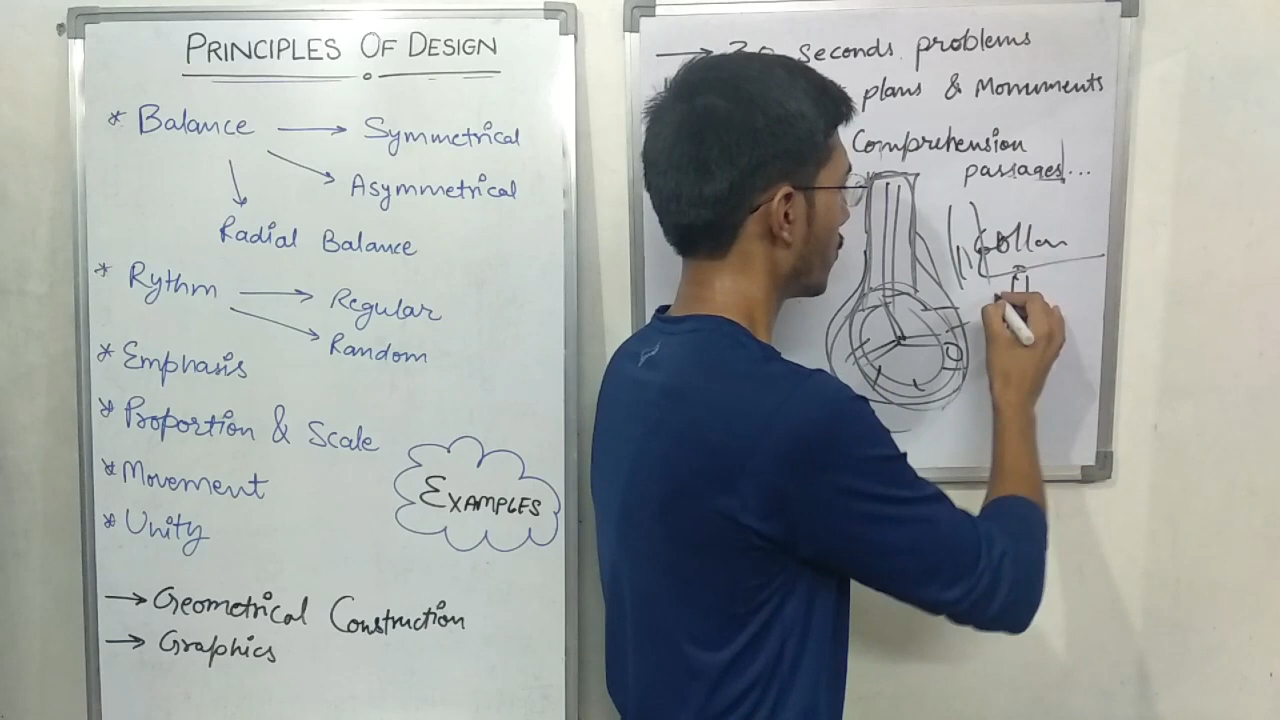 PRINCIPLES OF DESIGN
* Balance → Symmetrical
→ Asymmetrical
Radial Balance
* Rythm → Regular
→ Random
* Emphasis
* Proportion & Scale
* Movement
* Unity
EXAMPLES
→ Geometrical Construction
→ Graphics
→ seconds problems
plans & Monuments
Comprehension
passages...